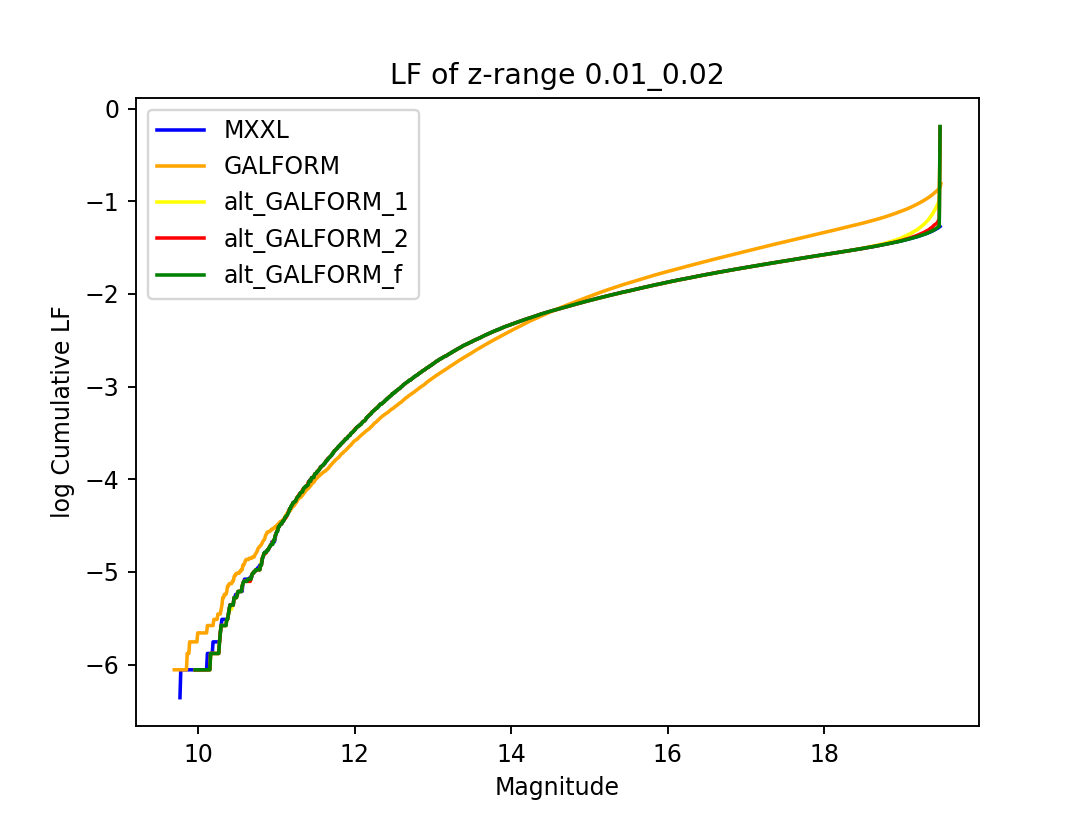 LF of z-range 0.01_0.02
MXXL
GALFORM
alt_GALFORM_1
alt_GALFORM_2
alt_GALFORM_f
0
−1
−2
−3
−4
−5
−6
log Cumulative LF
10 12 14 16 18
Magnitude